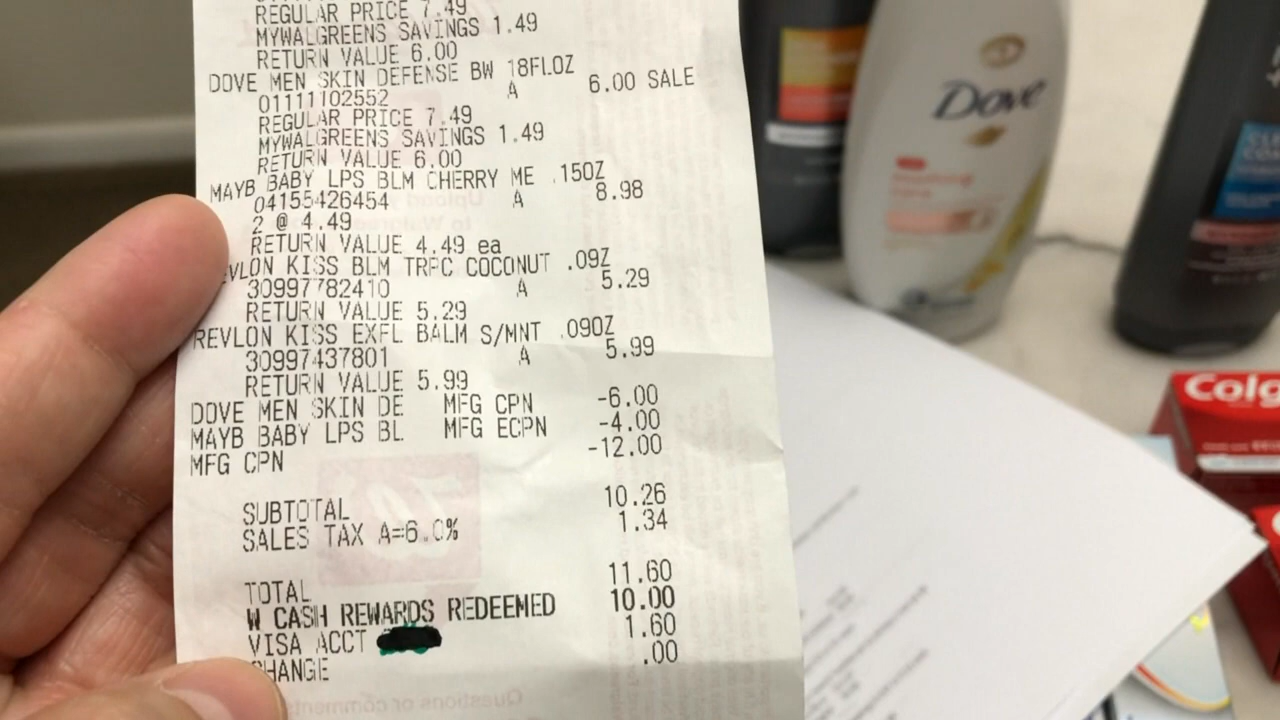 REGULAR PRICE 7.49
MYWALGREENS SAVINGS 1.49
RETURN VALUE 6.00
DOVE MEN SKIN DEFENSE BW 18FLOZ
01111102552 A 6.00 SALE
REGULAR PRICE 7.49
MYWALGREENS SAVINGS 1.49
RETURN VALUE 6.00
MAYB BABY LPS BLM CHERRY ME .15OZ
04155426454 A 8.98
2 @ 4.49
RETURN VALUE 4.49 ea
EVLON KISS BLM TRPC COCONUT .09Z
30997782410 A 5.29
RETURN VALUE 5.29
REVLON KISS EXFL BALM S/MNT .09OZ
30997437801 A 5.99
RETURN VALUE 5.99
DOVE MEN SKIN DE MFG CPN -6.00
MAYB BABY LPS BL MFG ECPN -4.00
MFG CPN -12.00
SUBTOTAL 10.26
SALES TAX A=6.0% 1.34
TOTAL 11.60
W CASH REWARDS REDEEMED 10.00
VISA ACCT 1.60
CHANGE .00
Dove
Colg